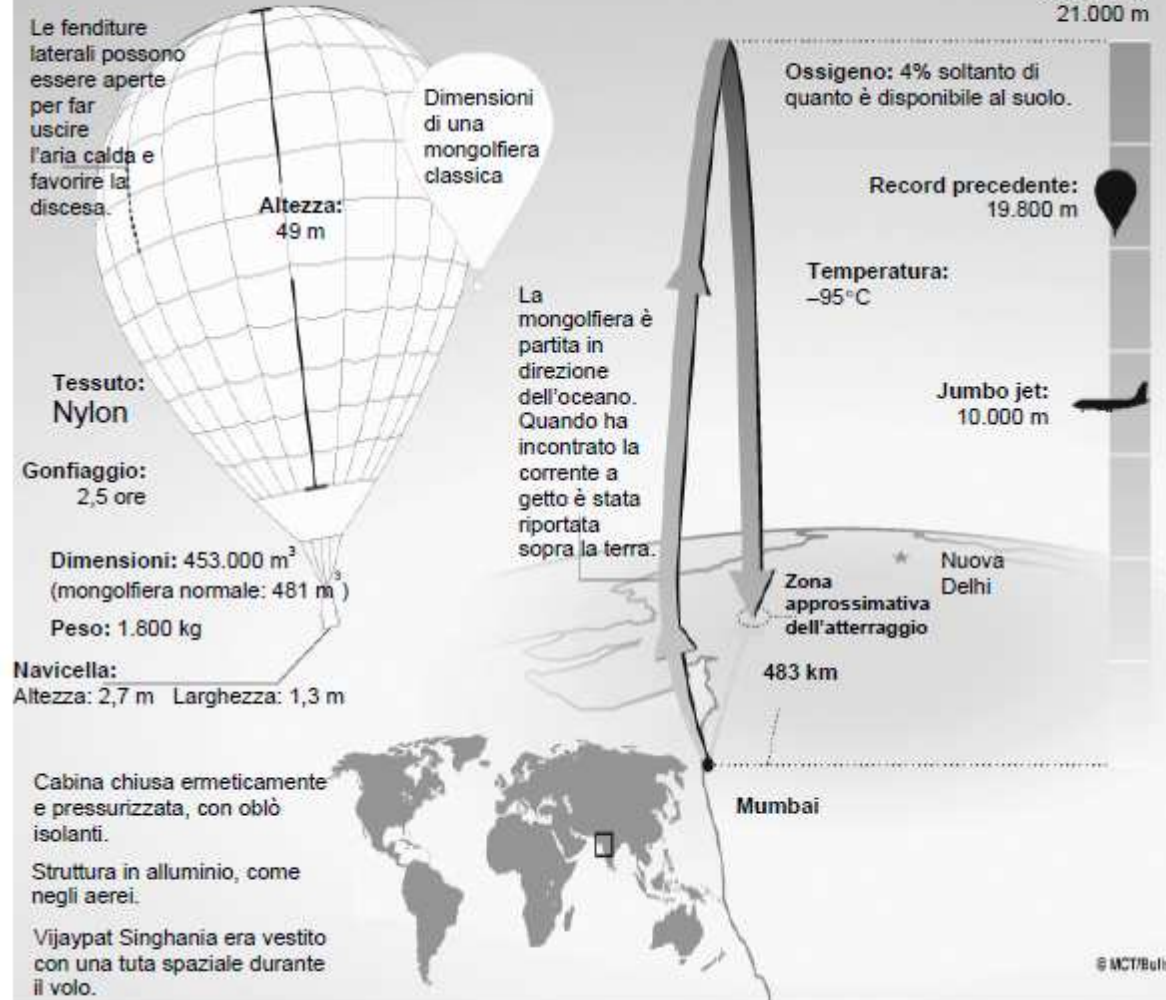 Le fenditure
laterali possono
essere aperte
per far
uscire
l'aria calda e
favorire la
discesa.
Dimensioni
di una
mongolfiera
classica
Altezza:
49 m
Tessuto:
Nylon
Gonfiaggio:
2,5 ore
Dimensioni: 453.000 m³
(mongolfiera normale: 481 m³)
Peso: 1.800 kg
Navicella:
Altezza: 2,7 m Larghezza: 1,3 m
Cabina chiusa ermeticamente
e pressurizzata, con oblò
isolanti.
Struttura in alluminio, come
negli aerei.
Vijaypat Singhania era vestito
con una tuta spaziale durante
il volo.
La
mongolfiera è
partita in
direzione
dell'oceano.
Quando ha
incontrato la
corrente a
getto è stata
riportata
sopra la terra.
21.000 m
Ossigeno: 4% soltanto di
quanto è disponibile al suolo.
Record precedente:
19.800 m
Temperatura:
–95°C
Jumbo jet:
10.000 m
Nuova
Delhi
Zona
approssimativa
dell'atterraggio
483 km
Mumbai
© MCT/Bulls